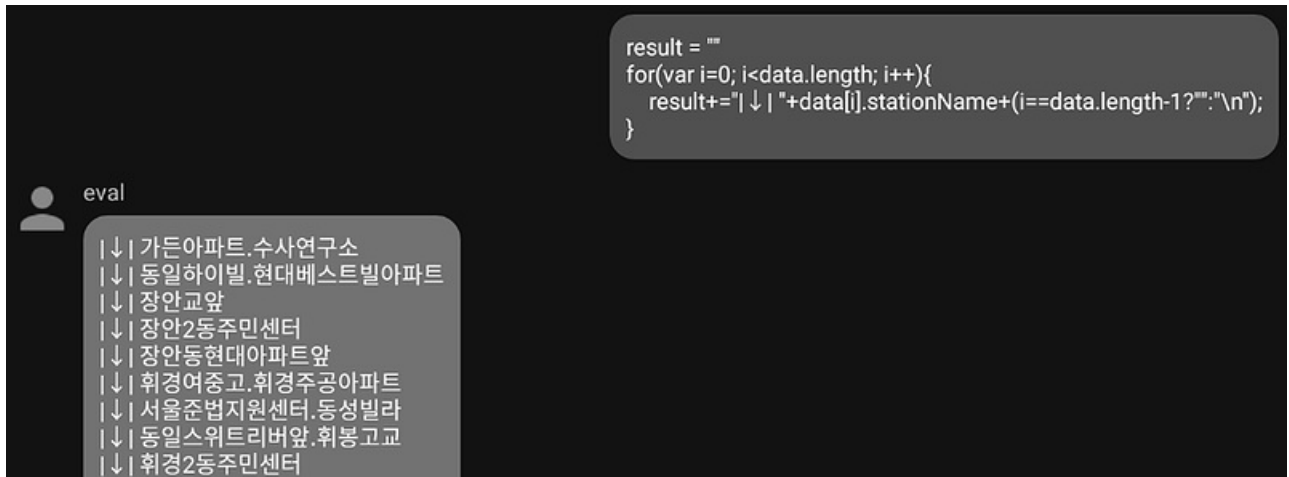 result = ""
for(var i=0; i<data.length; i++){
    result+="|↓| "+data[i].stationName+(i==data.length-1?"":"\n");
}
eval
|↓| 가든아파트.수사연구소
|↓| 동일하이빌.현대베스트빌아파트
|↓| 장안교앞
|↓| 장안2동주민센터
|↓| 장안동현대아파트앞
|↓| 휘경여중고.휘경주공아파트
|↓| 서울준법지원센터.동성빌라
|↓| 동일스위트리버앞.휘봉고교
|↓| 휘경2동주민센터